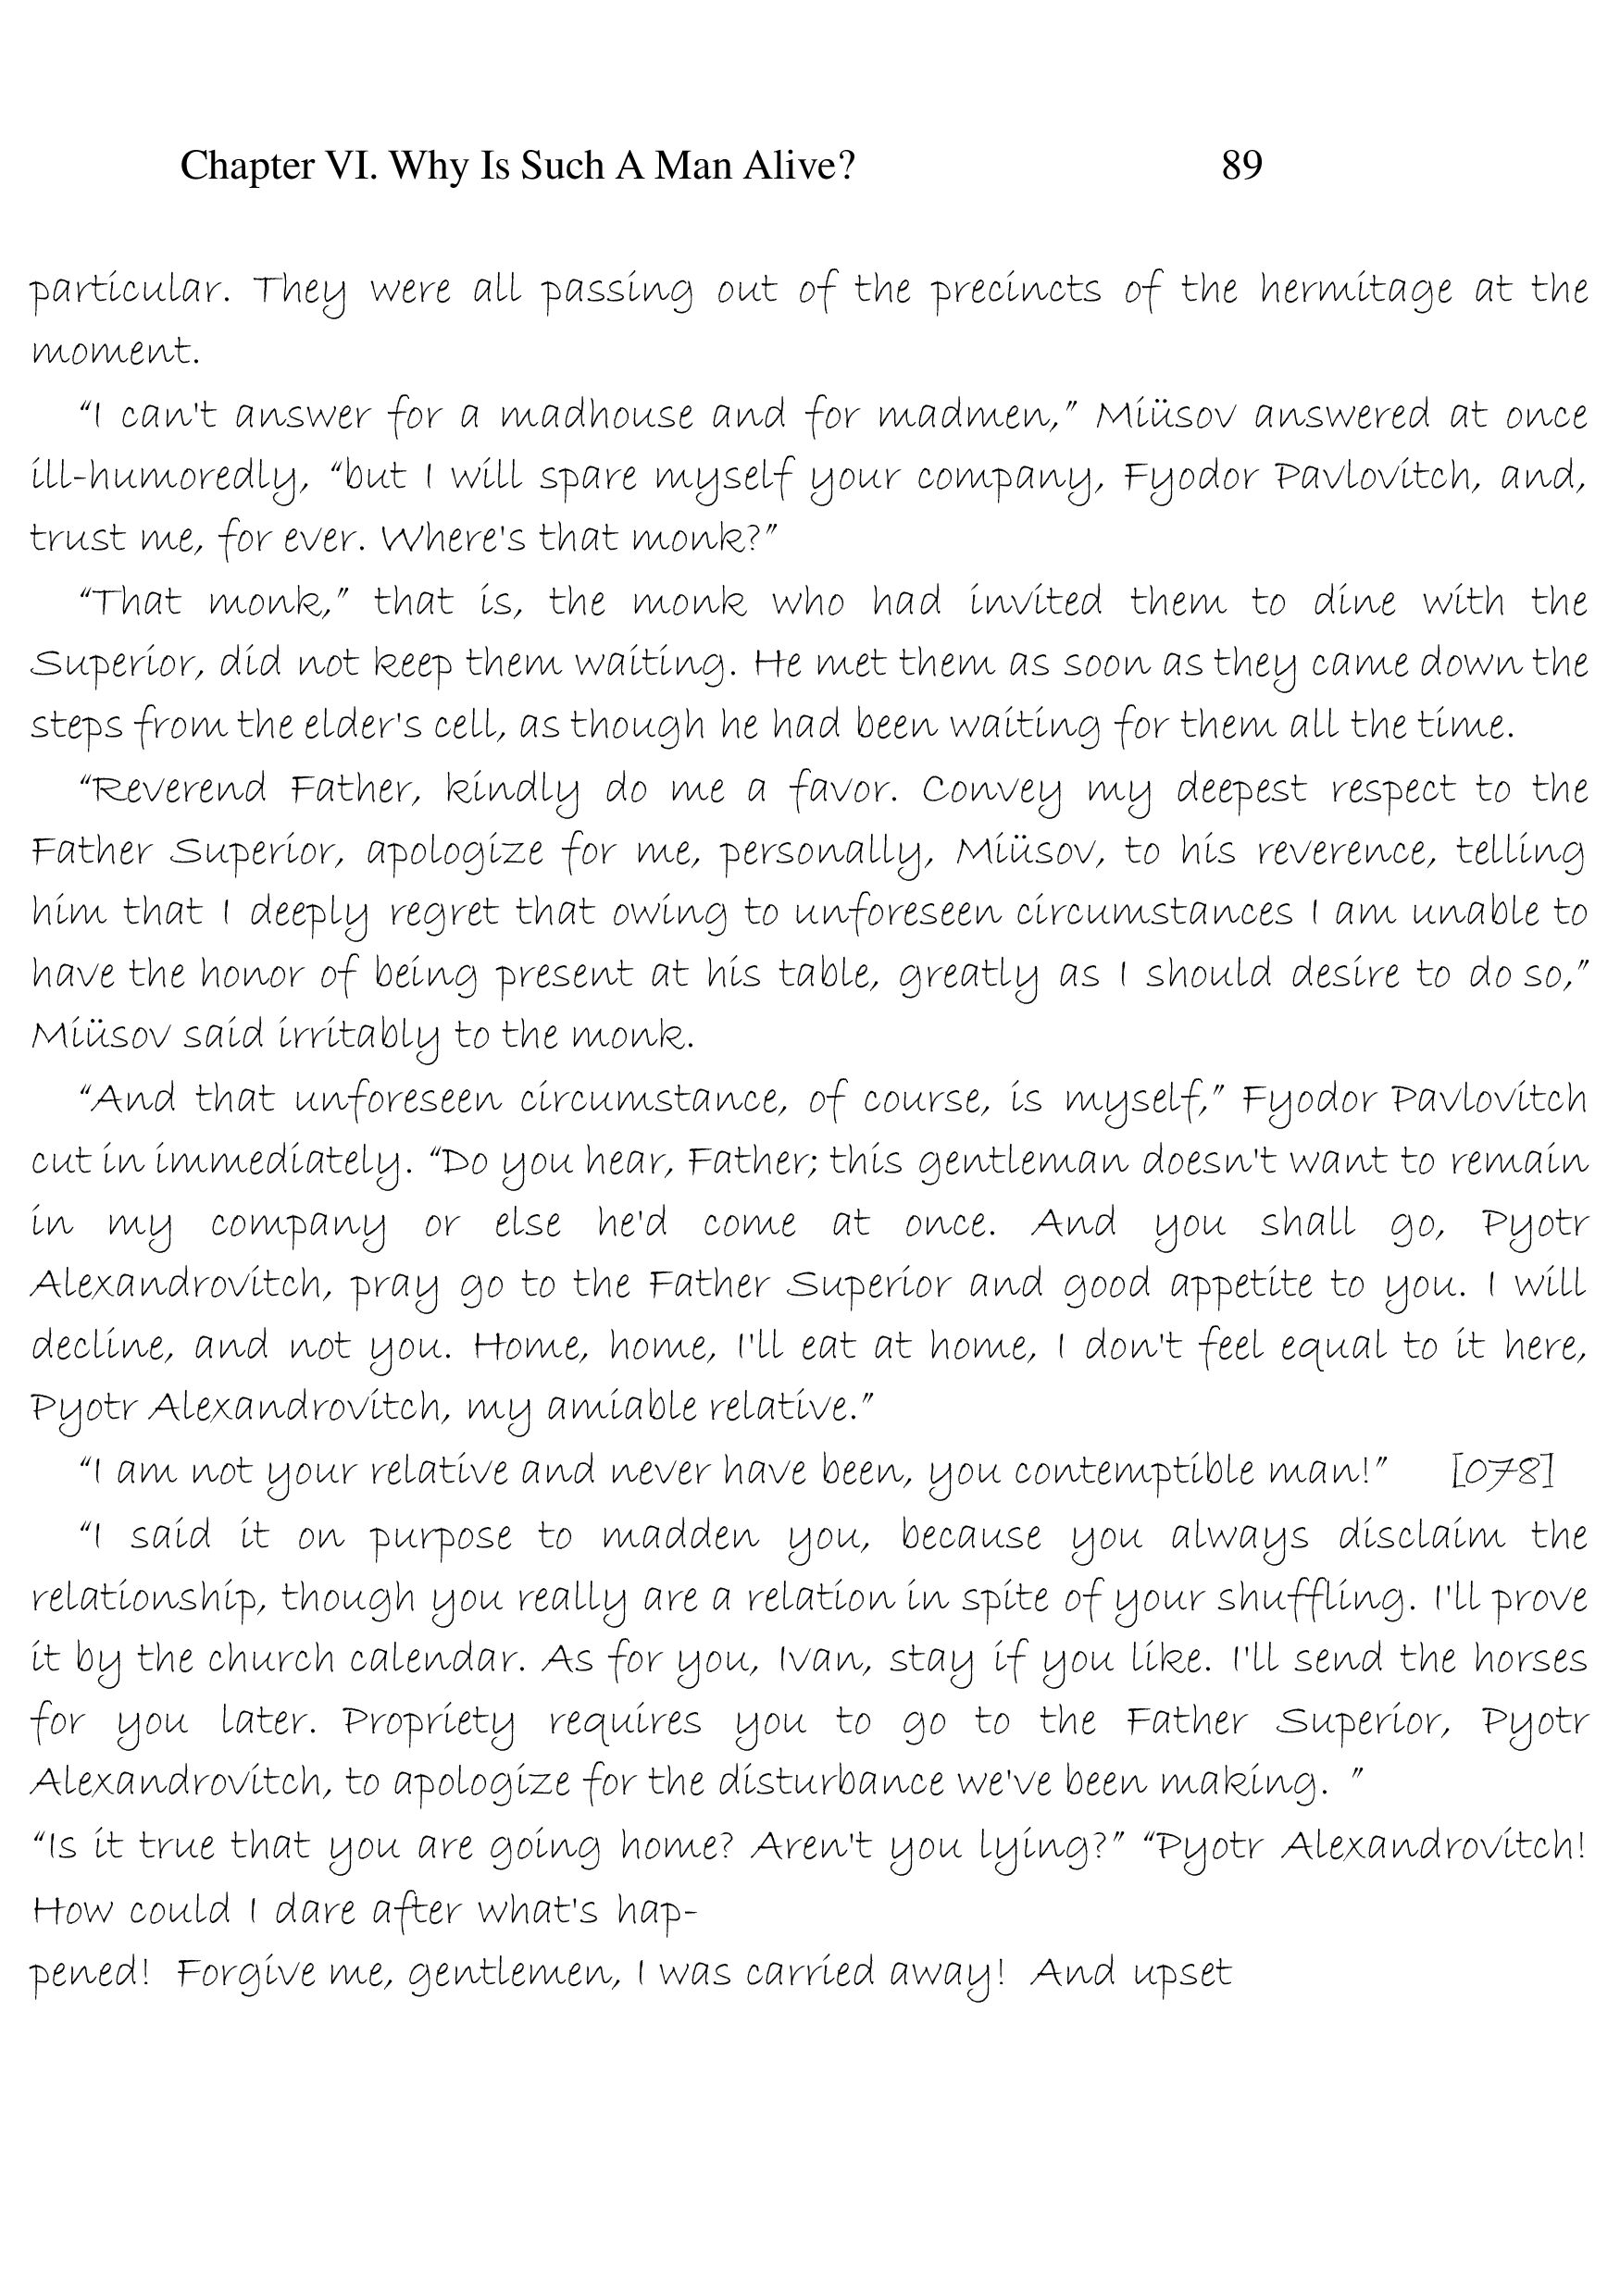 Chapter VI. Why Is Such A Man Alive? 89
particular. They were all passing out of the precincts of the hermitage at the
moment.
“I can't answer for a madhouse and for madmen,” Miüsov answered at once
ill-humoredly, “but I will spare myself your company, Fyodor Pavlovitch, and,
trust me, for ever. Where's that monk?”
“That monk,” that is, the monk who had invited them to dine with the
Superior, did not keep them waiting. He met them as soon as they came down the
steps from the elder's cell, as though he had been waiting for them all the time.
“Reverend Father, kindly do me a favor. Convey my deepest respect to the
Father Superior, apologize for me, personally, Miüsov, to his reverence, telling
him that I deeply regret that owing to unforeseen circumstances I am unable to
have the honor of being present at his table, greatly as I should desire to do so,”
Miüsov said irritably to the monk.
“And that unforeseen circumstance, of course, is myself,” Fyodor Pavlovitch
cut in immediately. “Do you hear, Father; this gentleman doesn't want to remain
in my company or else he'd come at once. And you shall go, Pyotr
Alexandrovitch, pray go to the Father Superior and good appetite to you. I will
decline, and not you. Home, home, I'll eat at home, I don't feel equal to it here,
Pyotr Alexandrovitch, my amiable relative.”
“I am not your relative and never have been, you contemptible man!” [078]
“I said it on purpose to madden you, because you always disclaim the
relationship, though you really are a relation in spite of your shuffling. I'll prove
it by the church calendar. As for you, Ivan, stay if you like. I'll send the horses
for you later. Propriety requires you to go to the Father Superior, Pyotr
Alexandrovitch, to apologize for the disturbance we've been making. ”
“Is it true that you are going home? Aren't you lying?” “Pyotr Alexandrovitch!
How could I dare after what's hap-
pened! Forgive me, gentlemen, I was carried away! And upset